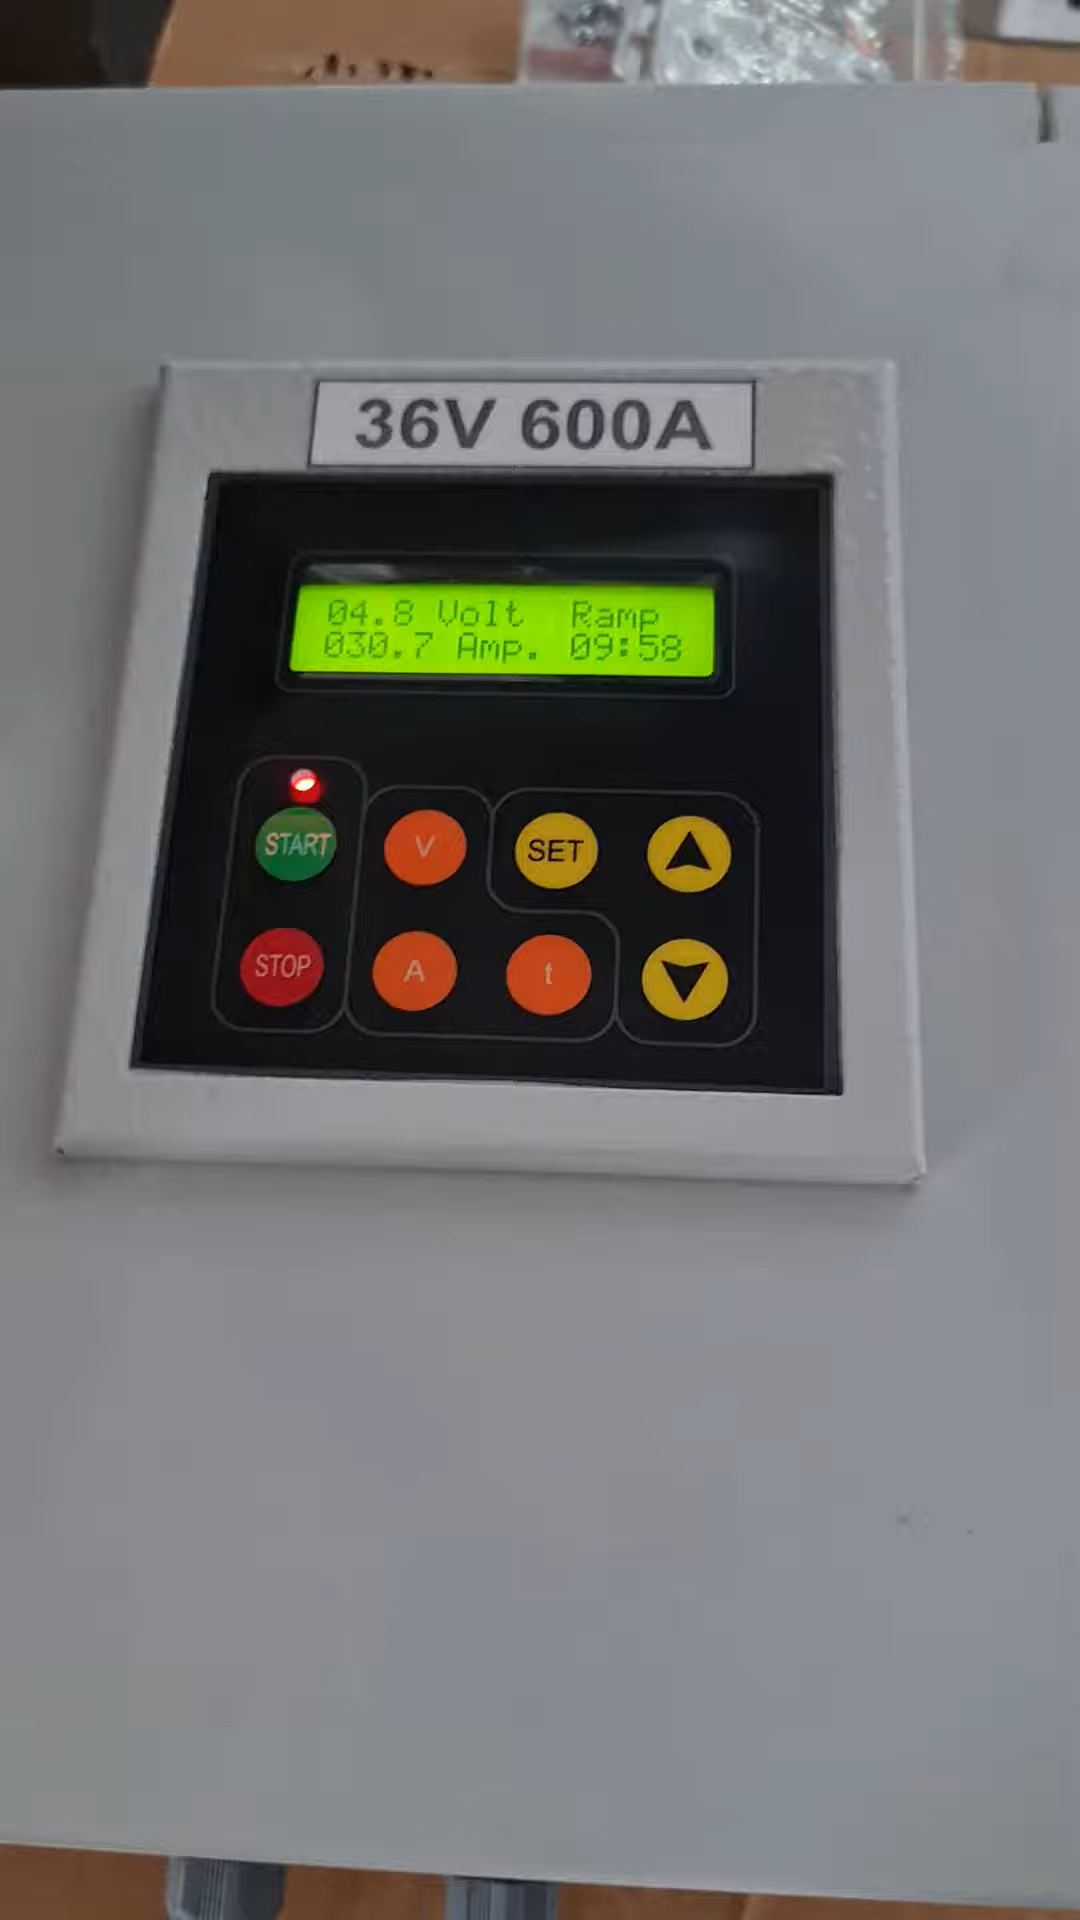 36V 600A
04.8 Volt Ramp
030.7 Amp. 09:58
START
V
SET
STOP
A
t